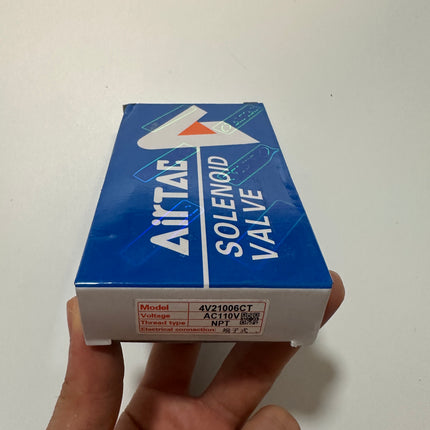 AirTAC
SOLENOID
VALVE
Model 4V21006CT
Voltage AC110V
Thread type NPT
Electrical connection: 端子式